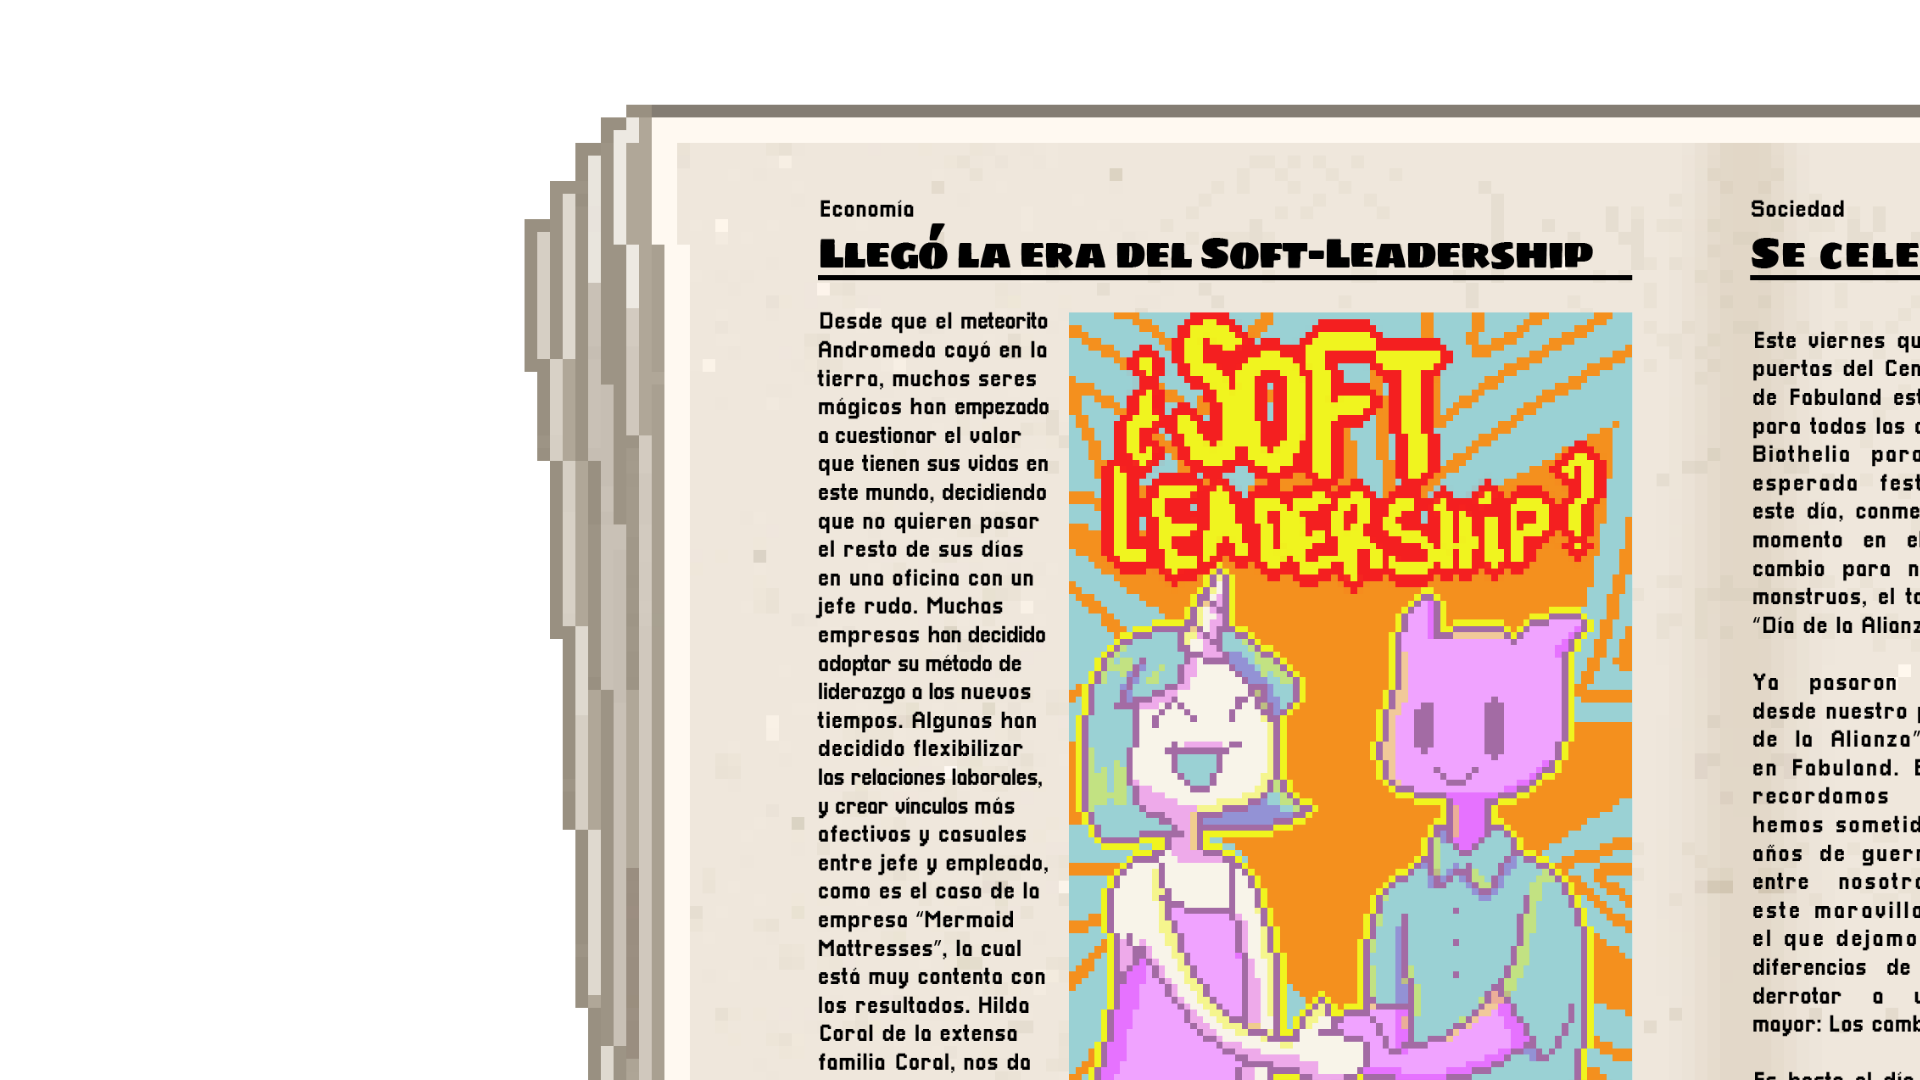 Economía
Llegó la era del Soft-Leadership
Desde que el meteorito
Andromeda cayó en la
tierra, muchos seres
mágicos han empezado
a cuestionar el valor
que tienen sus vidas en
este mundo, decidiendo
que no quieren pasar
el resto de sus días
en una oficina con un
jefe rudo. Muchas
empresas han decidido
adoptar su método de
liderazgo a los nuevos
tiempos. Algunas han
decidido flexibilizar
las relaciones laborales,
y crear vínculos más
afectivos y casuales
entre jefe y empleado,
como es el caso de la
empresa “Mermaid
Mattresses”, la cual
está muy contenta con
los resultados. Hilda
Coral de la extensa
familia Coral, nos da
¿SOFT
LEADERSHIP?
Sociedad
Se cele
Este viernes qu
puertas del Cen
de Fabuland est
para todas las
Biathelia para
esperada fest
este día, conme
momento en el
cambio para n
monstruos, el to
“Día de la Alianz
Ya pasaron
desde nuestro p
de la Alianza”
en Fabuland. E
recordamos
hemos sometid
años de guerr
entre nosotro
este maravilla
el que dejamo
diferencias de
derrotar a u
mayor: Los camb